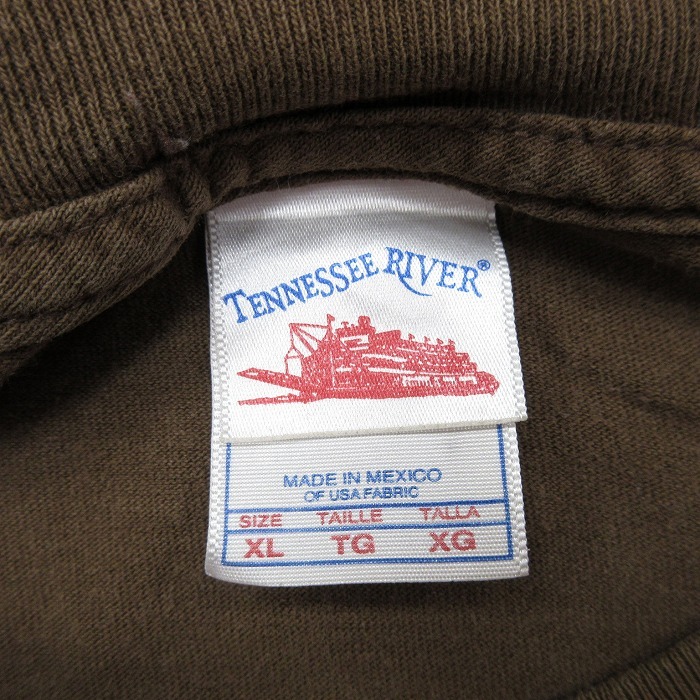 TENNESSEE RIVER®
MADE IN MEXICO
OF USA FABRIC
SIZE TAILLE TALLA
XL TG XG